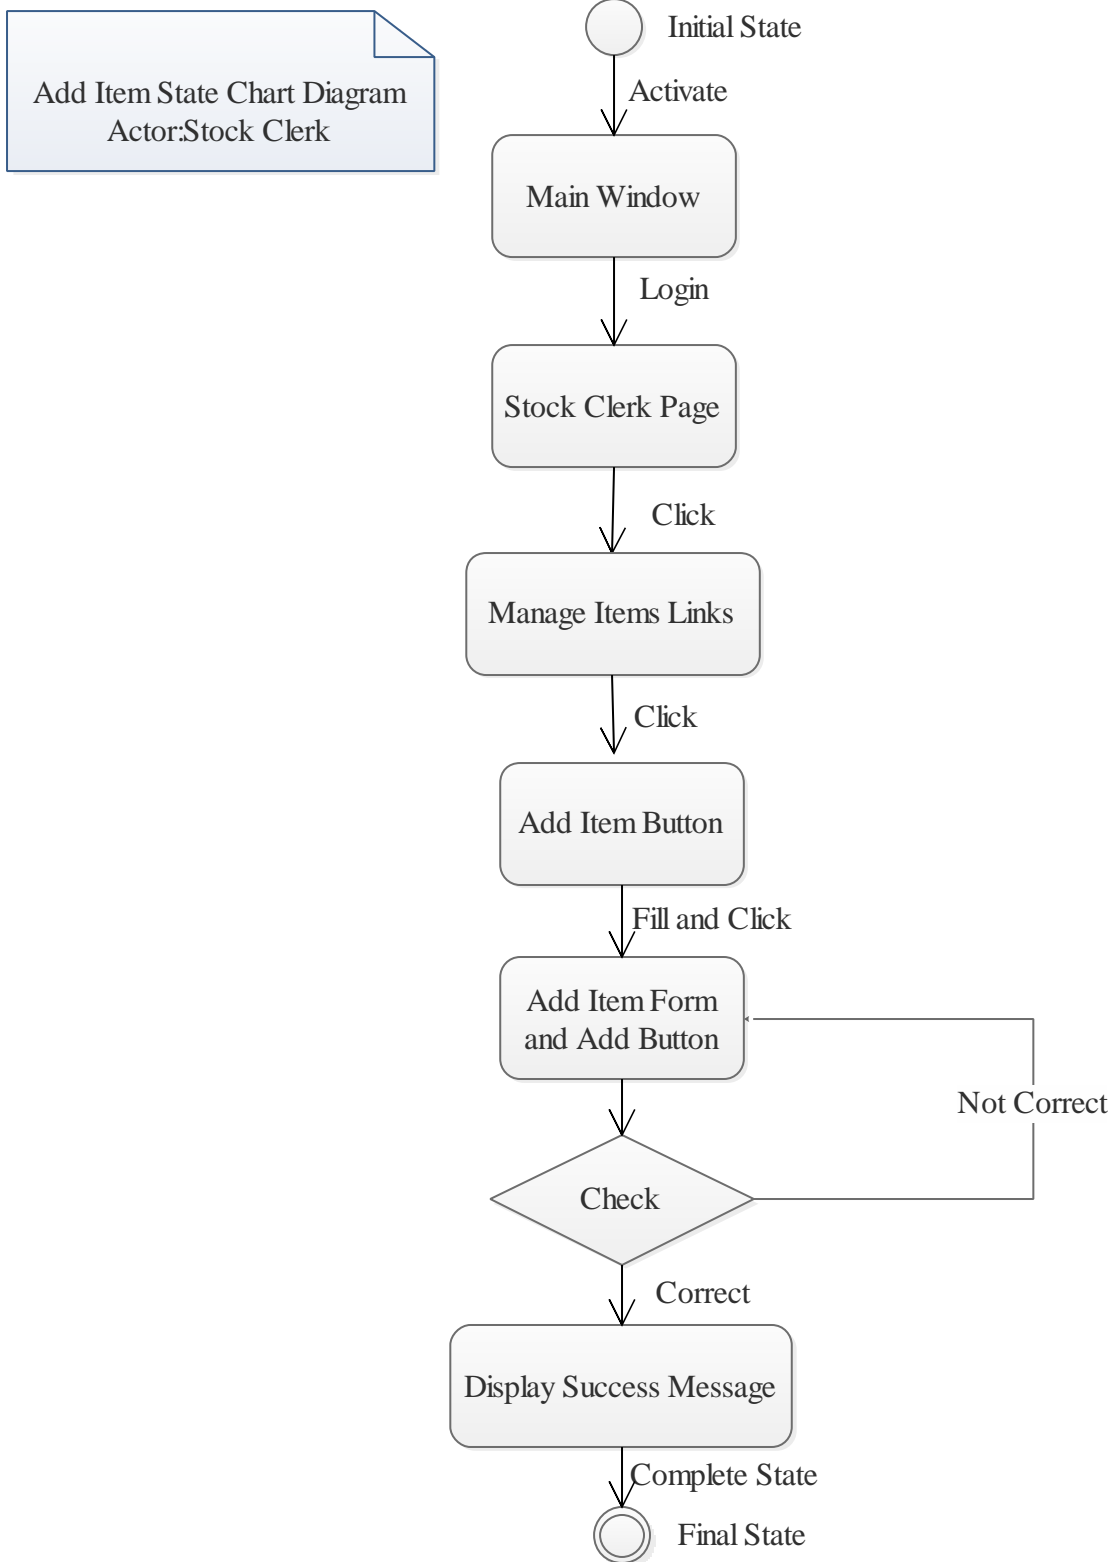 Initial State
Add Item State Chart Diagram
Actor:Stock Clerk
Activate
Main Window
Login
Stock Clerk Page
Click
Manage Items Links
Click
Add Item Button
Fill and Click
Add Item Form
and Add Button
Not Correct
Check
Correct
Display Success Message
Complete State
Final State